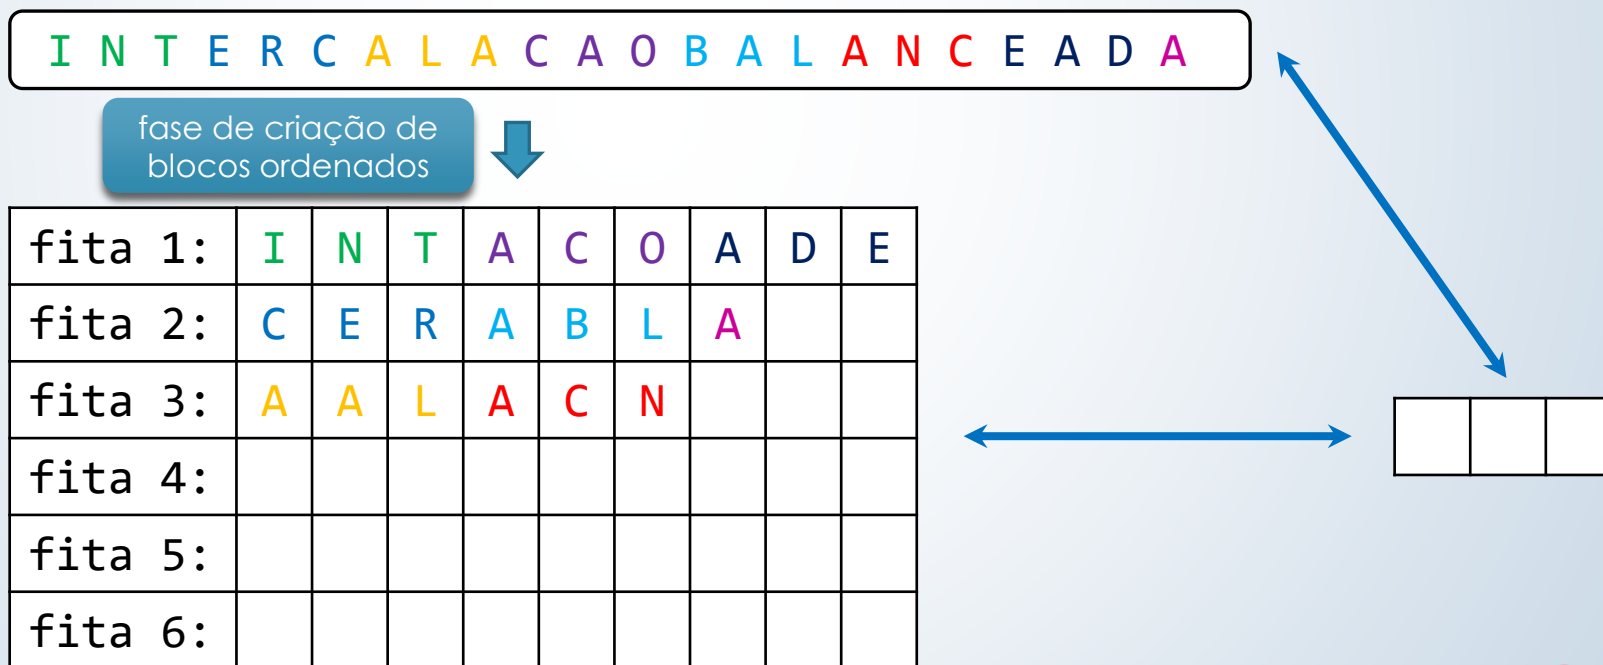 I N T E R C A L A C A O B A L A N C E A D A
fase de criação de
blocos ordenados
fita 1: I N T A C O A D E
fita 2: C E R A B L A
fita 3: A A L A C N
fita 4:
fita 5:
fita 6: